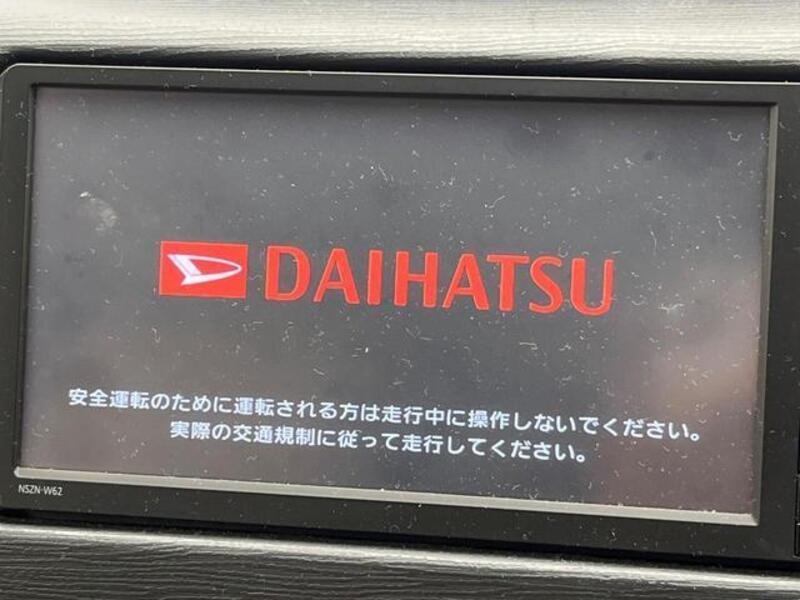 DAIHATSU
安全運転のために運転される方は走行中に操作しないでください。
実際の交通規制に従って走行してください。
NSZN-W62